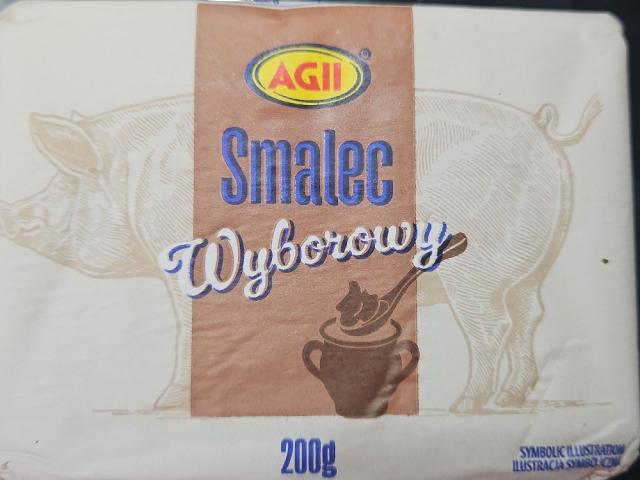 AGII®
Smalec
Wyborowy
200g
SYMBOLIC ILLUSTRATION
ILUSTRACJA SYMBOLICZNA